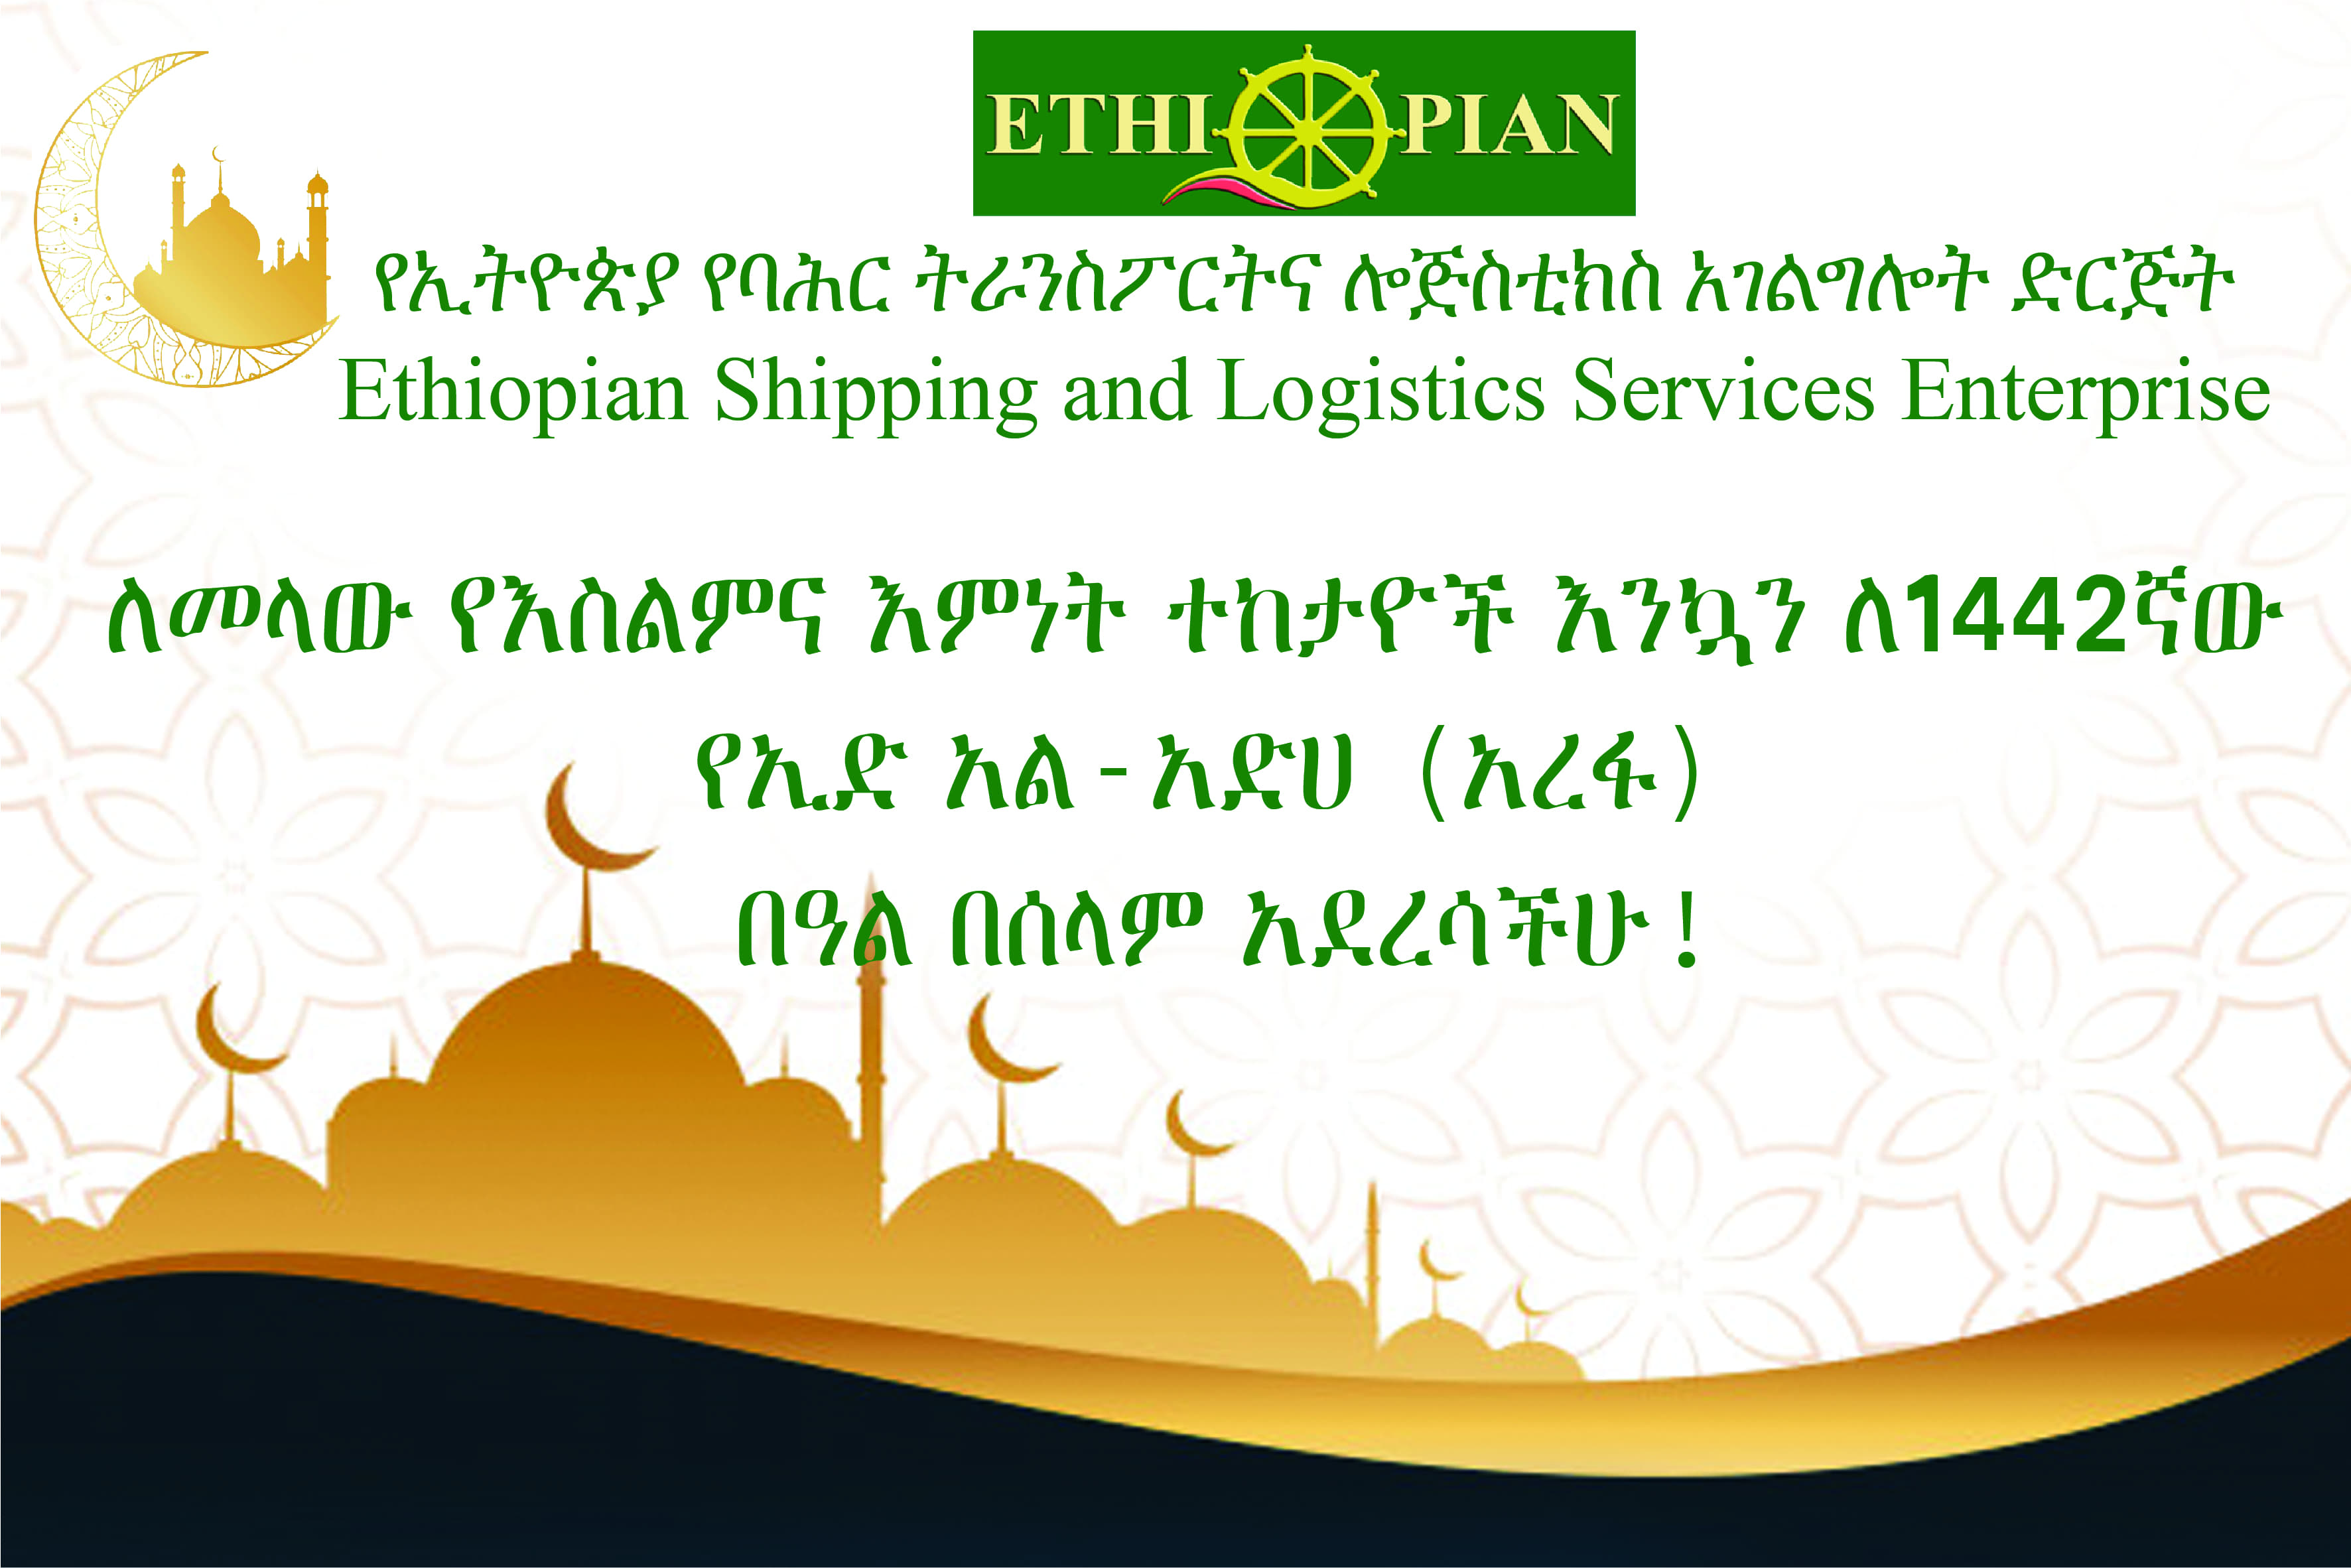 ETHIOPIAN
የኢትዮጵያ የባሕር ትራንስፖርትና ሎጅስቲክስ አገልግሎት ድርጅት
Ethiopian Shipping and Logistics Services Enterprise
ለመላው የእስልምና እምነት ተከታዮች እንኳን ለ1442ኛው
የኢድ አል-አድሀ (አረፋ)
በዓል በሰላም አደረሳችሁ!